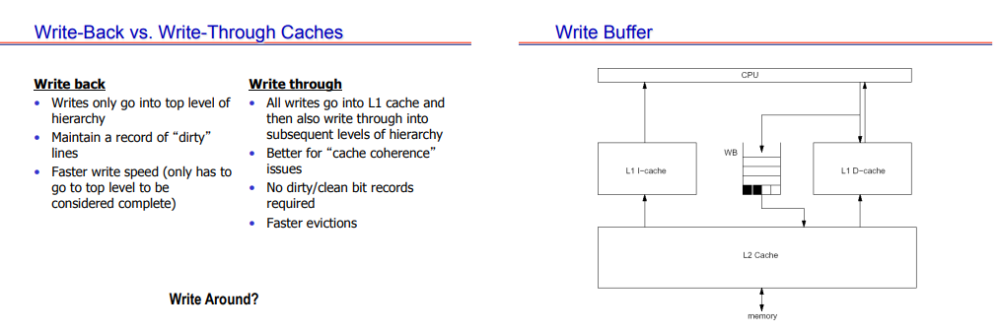 Write-Back vs. Write-Through Caches
Write back
• Writes only go into top level of
hierarchy
• Maintain a record of “dirty”
lines
• Faster write speed (only has to
go to top level to be
considered complete)
Write through
• All writes go into L1 cache and
then also write through into
subsequent levels of hierarchy
• Better for “cache coherence”
issues
• No dirty/clean bit records
required
• Faster evictions
Write Around?
Write Buffer
CPU
WB
L1 I-cache
L1 D-cache
L2 Cache
memory